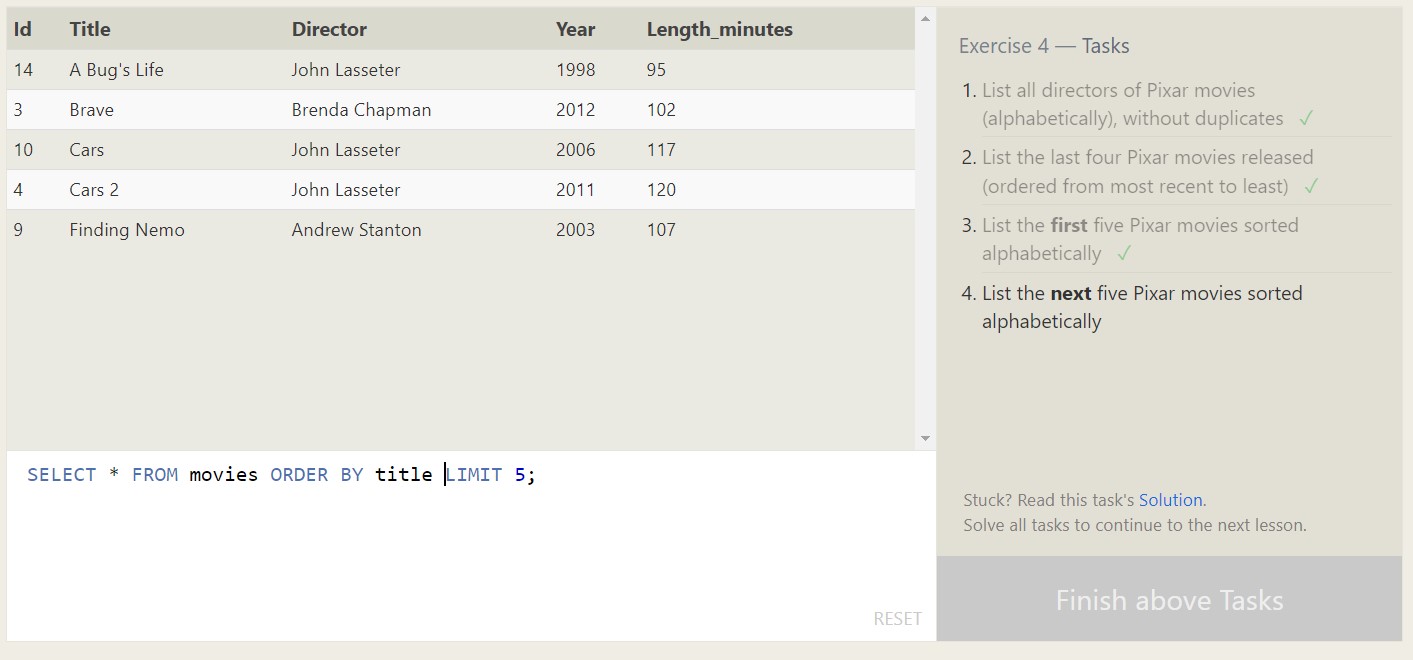 Id Title Director Year Length_minutes
14 A Bug's Life John Lasseter 1998 95
3 Brave Brenda Chapman 2012 102
10 Cars John Lasseter 2006 117
4 Cars 2 John Lasseter 2011 120
9 Finding Nemo Andrew Stanton 2003 107
SELECT * FROM movies ORDER BY title LIMIT 5;
RESET
Exercise 4 — Tasks
1. List all directors of Pixar movies
(alphabetically), without duplicates ✓
2. List the last four Pixar movies released
(ordered from most recent to least) ✓
3. List the first five Pixar movies sorted
alphabetically ✓
4. List the next five Pixar movies sorted
alphabetically
Stuck? Read this task's Solution.
Solve all tasks to continue to the next lesson.
Finish above Tasks